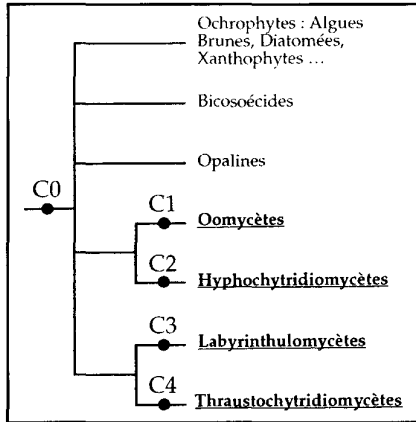 Ochrophytes : Algues
Brunes, Diatomées,
Xanthophytes ...
Bicosoécides
Opalines
C0
C1
Oomycètes
C2
Hyphochytridiomycètes
C3
Labyrinthulomycètes
C4
Thraustochytridiomycètes